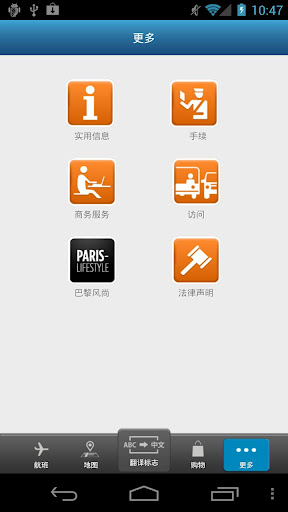 10:47
更多
实用信息
手续
商务服务
访问
PARIS-
LIFESTYLE
巴黎风尚
法律声明
ABC 中文
航班
地图
翻译标志
购物
更多